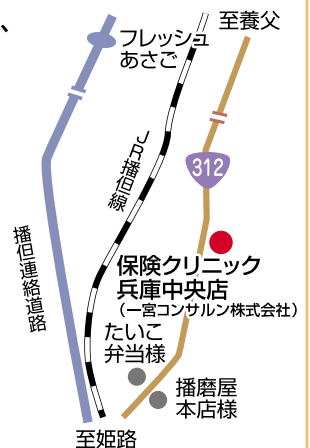 、
至養父
フレッシュ
あさご
JR播但線
312
播但連絡道路
保険クリニック
兵庫中央店
(一宮コンサルン株式会社)
たいこ
弁当様
播磨屋
本店様
至姫路